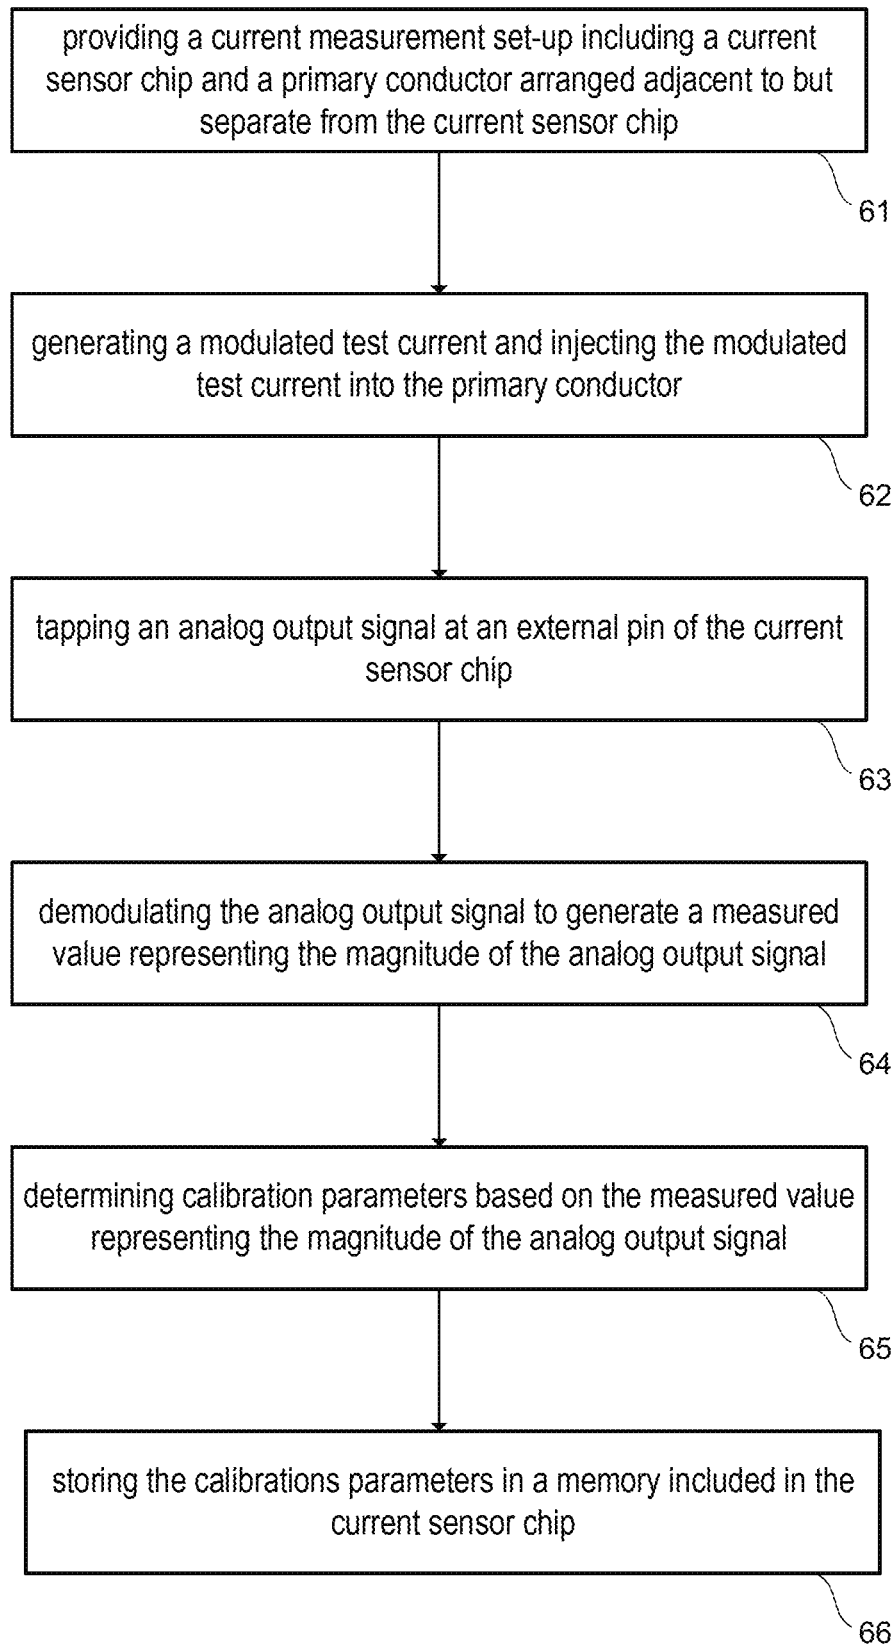 providing a current measurement set-up including a current
sensor chip and a primary conductor arranged adjacent to but
separate from the current sensor chip
61
generating a modulated test current and injecting the modulated
test current into the primary conductor
62
tapping an analog output signal at an external pin of the current
sensor chip
63
demodulating the analog output signal to generate a measured
value representing the magnitude of the analog output signal
64
determining calibration parameters based on the measured value
representing the magnitude of the analog output signal
65
storing the calibrations parameters in a memory included in the
current sensor chip
66